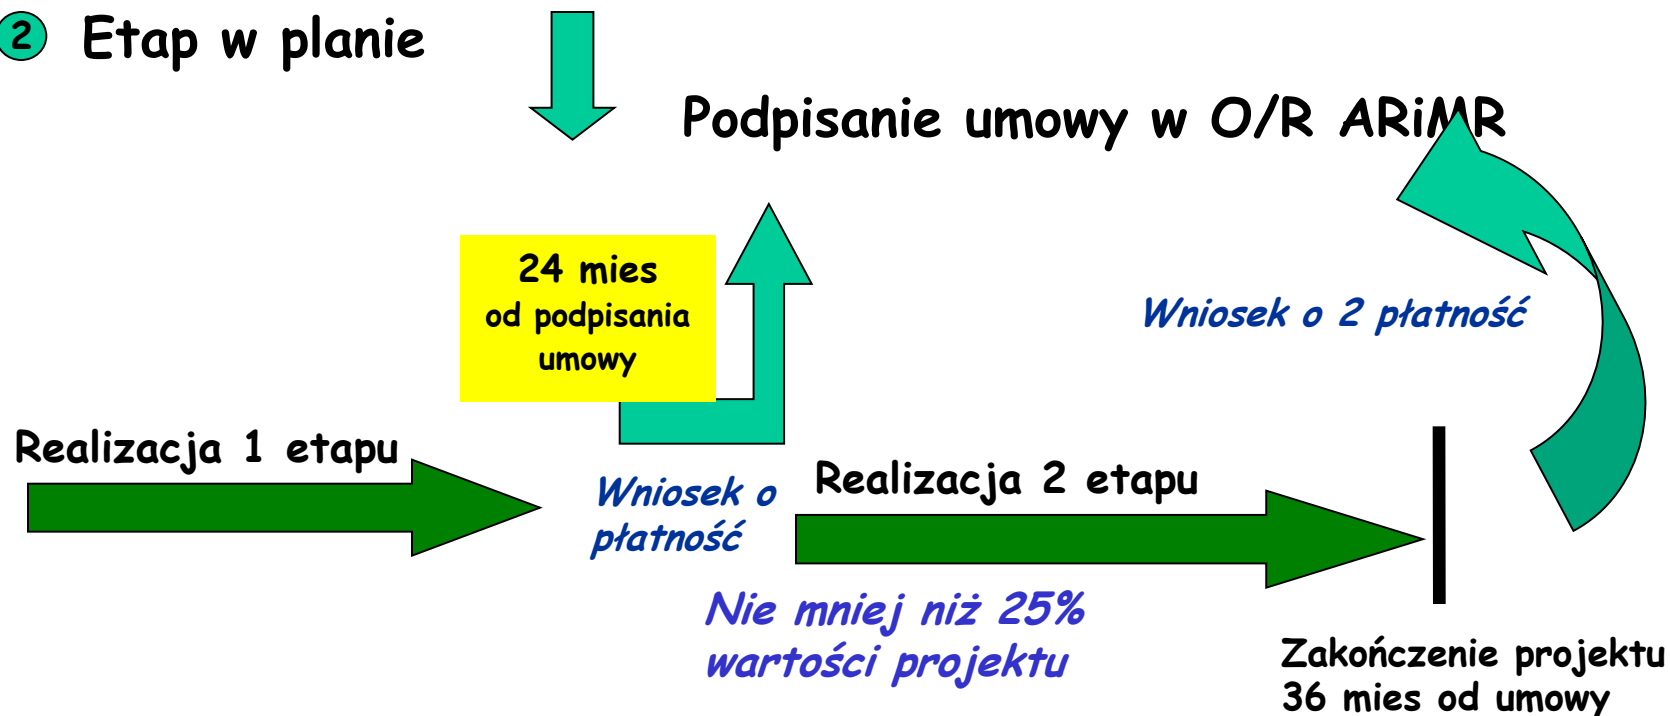 2 Etap w planie
Podpisanie umowy w O/R ARiMR
24 mies
od podpisania
umowy
Wniosek o 2 płatność
Realizacja 1 etapu
Wniosek o
płatność
Realizacja 2 etapu
Nie mniej niż 25%
wartości projektu
Zakończenie projektu
36 mies od umowy